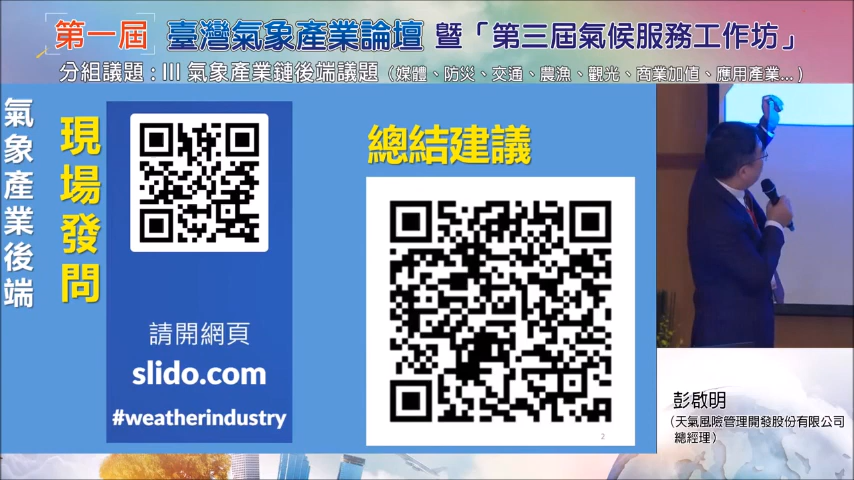 第一屆 臺灣氣象產業論壇 暨「第三屆氣候服務工作坊」
分組議題：III 氣象產業鏈後端議題（媒體、防災、交通、農漁、觀光、商業加值、應用產業...）
氣象產業後端
現場發問
請開網頁
slido.com
#weatherindustry
總結建議
2
彭啟明
（天氣風險管理開發股份有限公司
總經理）